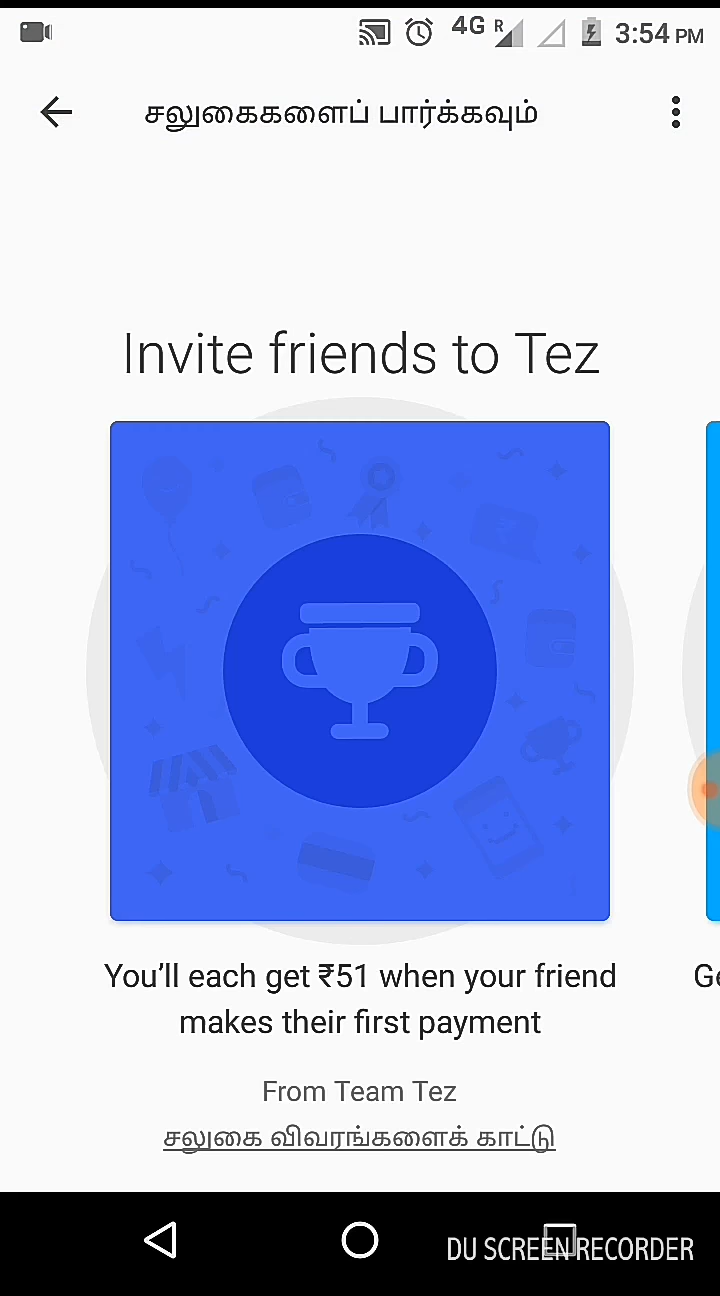 4G R 3:54 PM
சலுகைகளைப் பார்க்கவும்
Invite friends to Tez
You'll each get ₹51 when your friend
makes their first payment
Ge
From Team Tez
சலுகை விவரங்களைக் காட்டு
DU SCREEN RECORDER